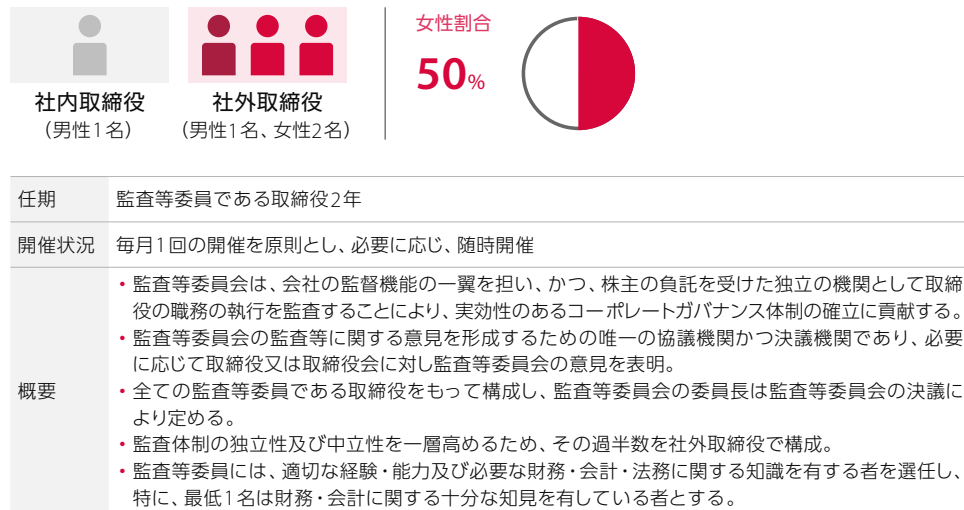 女性割合
50%
社内取締役
（男性1名）
社外取締役
（男性1名、女性2名）
任期
監査等委員である取締役2年
開催状況
毎月1回の開催を原則とし、必要に応じ、随時開催
概要
・監査等委員会は、会社の監督機能の一翼を担い、かつ、株主の負託を受けた独立の機関として取締
役の職務の執行を監査することにより、実効性のあるコーポレートガバナンス体制の確立に貢献する。
・監査等委員会の監査等に関する意見を形成するための唯一の協議機関かつ決議機関であり、必要
に応じて取締役又は取締役会に対し監査等委員会の意見を表明。
・全ての監査等委員である取締役をもって構成し、監査等委員会の委員長は監査等委員会の決議に
より定める。
・監査体制の独立性及び中立性を一層高めるため、その過半数を社外取締役で構成。
・監査等委員には、適切な経験・能力及び必要な財務・会計・法務に関する知識を有する者を選任し、
特に、最低1名は財務・会計に関する十分な知見を有している者とする。